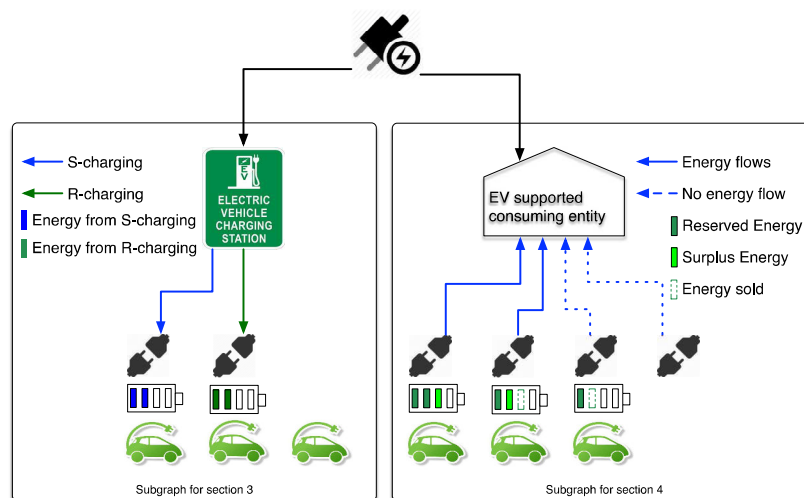 S-charging
R-charging
Energy from S-charging
Energy from R-charging
EV
ELECTRIC
VEHICLE
CHARGING
STATION
Subgraph for section 3
EV supported
consuming entity
Energy flows
No energy flow
Reserved Energy
Surplus Energy
Energy sold
Subgraph for section 4